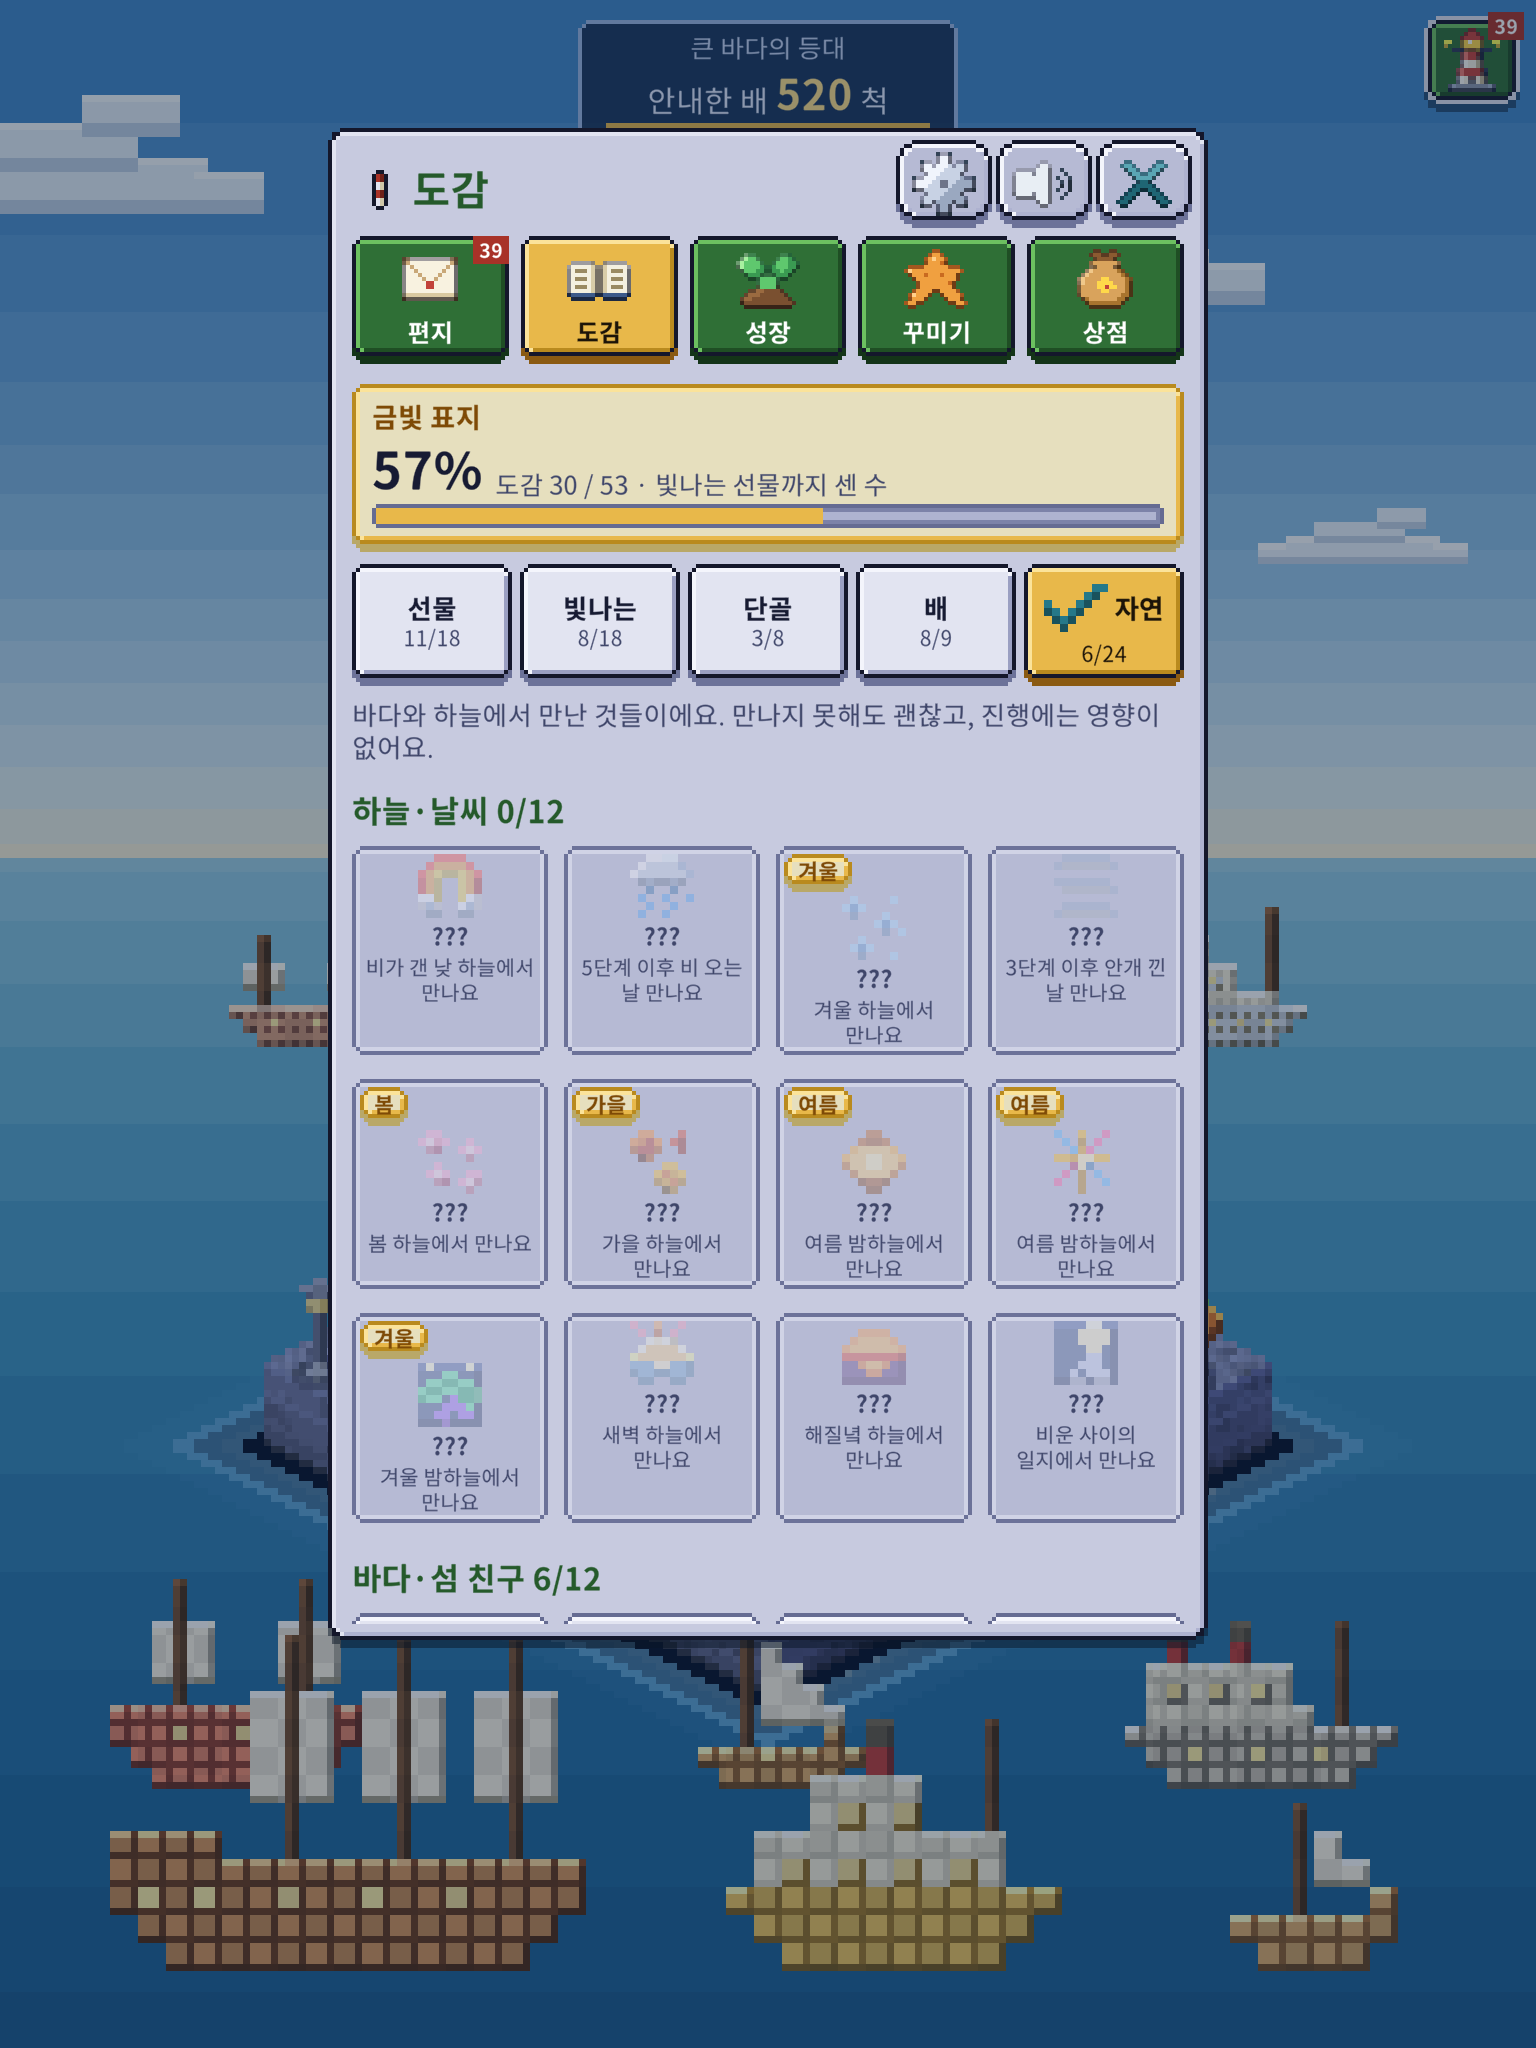 큰 바다의 등대
안내한 배 520 척
39
도감
39
편지
도감
성장
꾸미기
상점
금빛 표지
57% 도감 30 / 53 · 빛나는 선물까지 센 수
선물
11/18
빛나는
8/18
단골
3/8
배
8/9
자연
6/24
바다와 하늘에서 만난 것들이에요. 만나지 못해도 괜찮고, 진행에는 영향이
없어요.
하늘·날씨 0/12
???
비가 갠 낮 하늘에서
만나요
???
5단계 이후 비 오는
날 만나요
겨울
???
겨울 하늘에서
만나요
???
3단계 이후 안개 낀
날 만나요
봄
???
봄 하늘에서 만나요
가을
???
가을 하늘에서
만나요
여름
???
여름 밤하늘에서
만나요
여름
???
여름 밤하늘에서
만나요
겨울
???
겨울 밤하늘에서
만나요
???
새벽 하늘에서
만나요
???
해질녘 하늘에서
만나요
???
비운 사이의
일지에서 만나요
바다·섬 친구 6/12